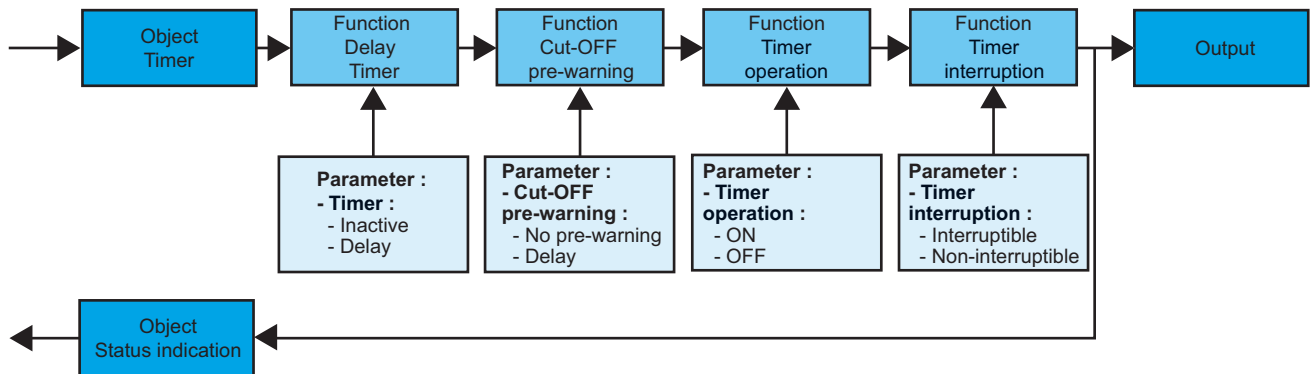 Object
Timer
Function
Delay
Timer
Function
Cut-OFF
pre-warning
Function
Timer
operation
Function
Timer
interruption
Output
Parameter :
- Timer :
- Inactive
- Delay
Parameter :
- Cut-OFF
pre-warning :
- No pre-warning
- Delay
Parameter :
- Timer
operation :
- ON
- OFF
Parameter :
- Timer
interruption :
- Interruptible
- Non-interruptible
Object
Status indication